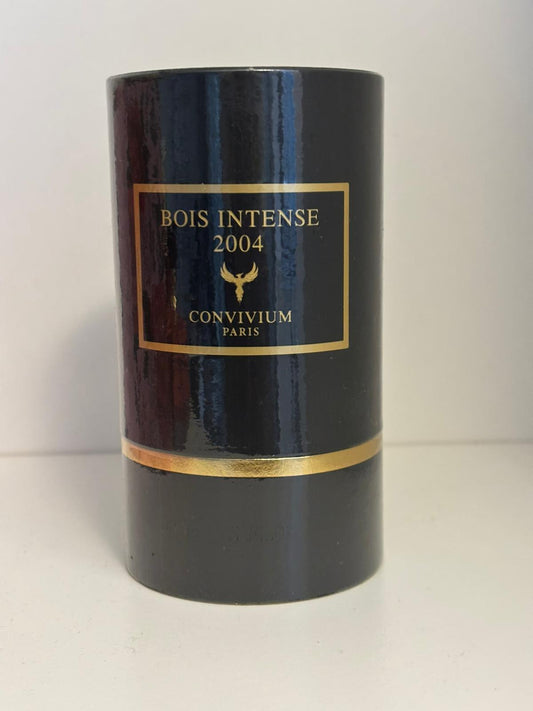 BOIS INTENSE
2004
CONVIVIUM
PARIS